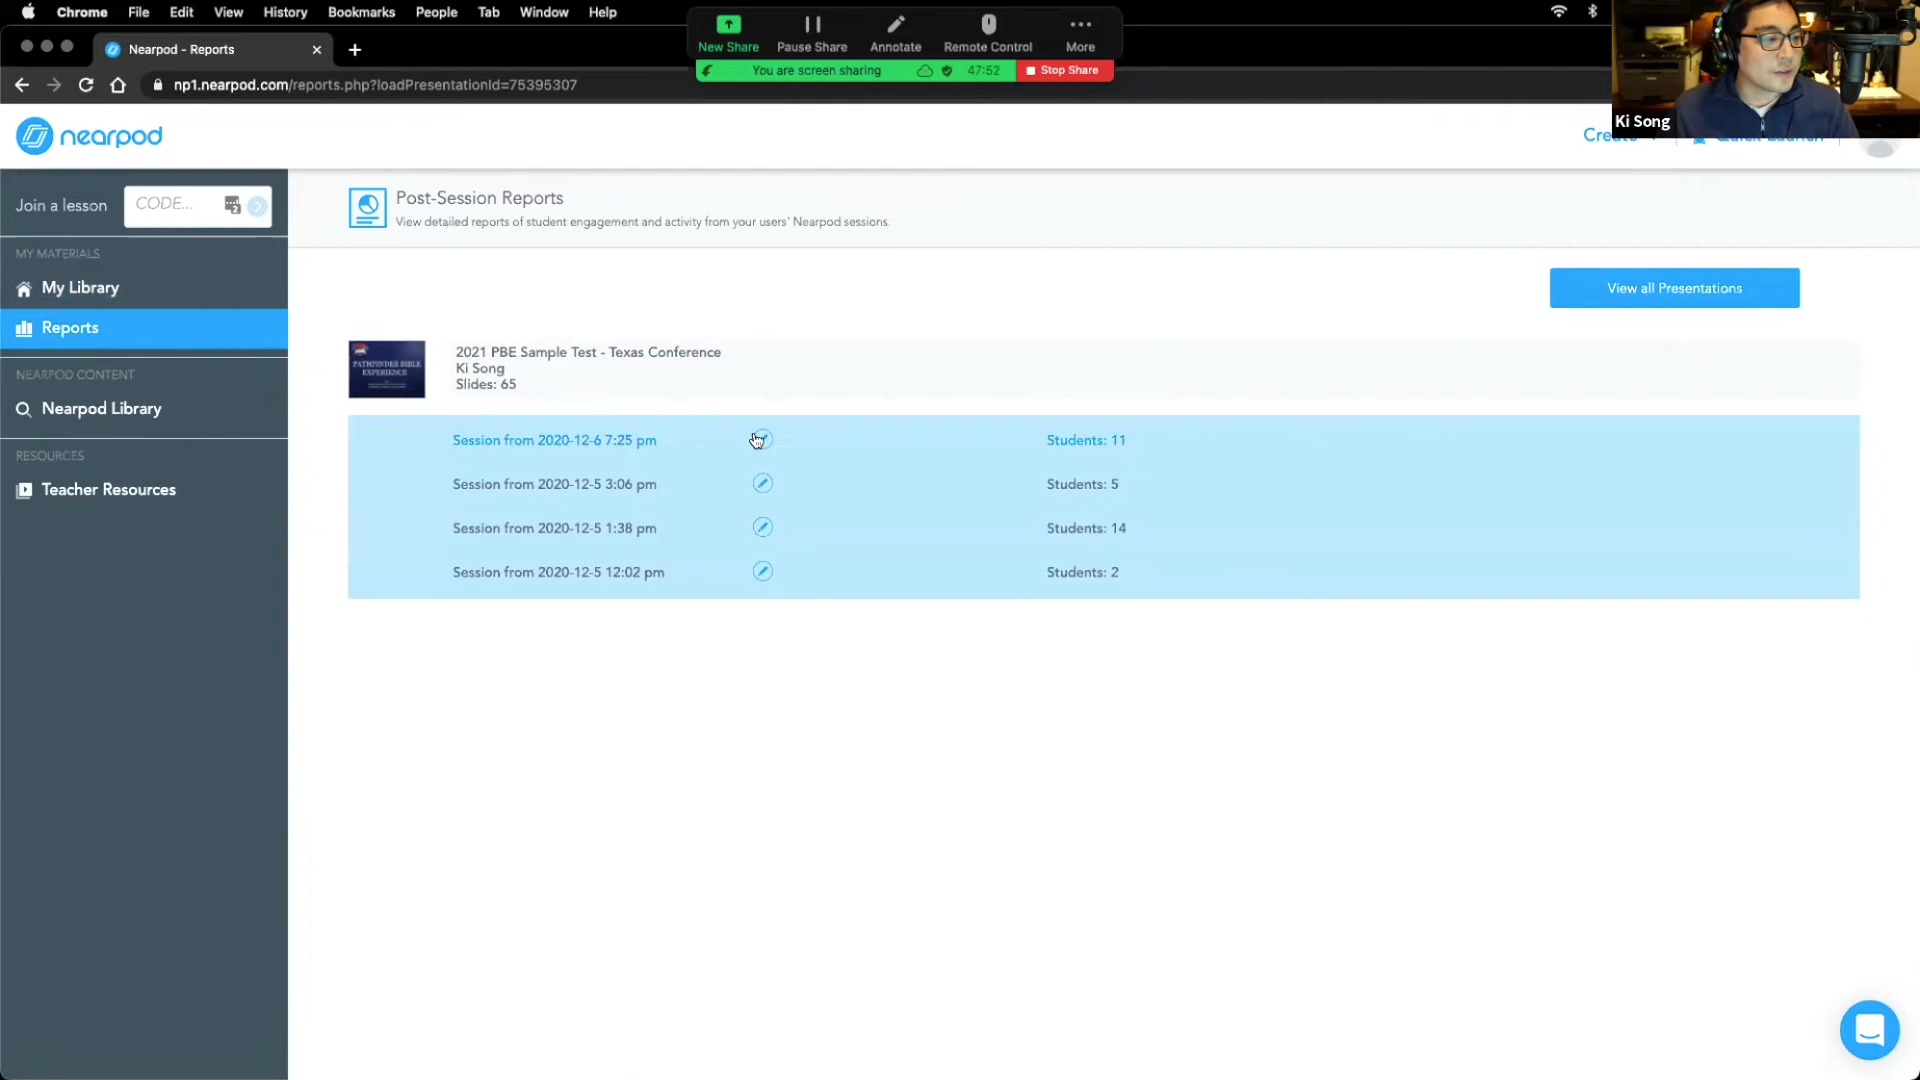 Chrome File Edit View History Bookmarks People Tab Window Help
New Share Pause Share Annotate Remote Control More
You are screen sharing 47:52 Stop Share
Nearpod - Reports
np1.nearpod.com/reports.php?loadPresentationId=75395307
Ki Song
nearpod
Create Quick Launch
Join a lesson CODE...
MY MATERIALS
My Library
Reports
NEARPOD CONTENT
Nearpod Library
RESOURCES
Teacher Resources
Post-Session Reports
View detailed reports of student engagement and activity from your users' Nearpod sessions.
View all Presentations
PATHFINDER BIBLE
EXPERIENCE
2021 PBE Sample Test - Texas Conference
Ki Song
Slides: 65
Session from 2020-12-6 7:25 pm Students: 11
Session from 2020-12-5 3:06 pm Students: 5
Session from 2020-12-5 1:38 pm Students: 14
Session from 2020-12-5 12:02 pm Students: 2